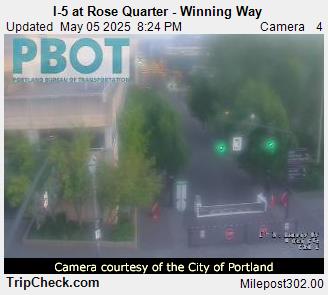 I-5 at Rose Quarter - Winning Way
Updated May 05 2025 8:24 PM Camera 4
PBOT
PORTLAND BUREAU OF TRANSPORTATION
Camera courtesy of the City of Portland
TripCheck.com Milepost302.00